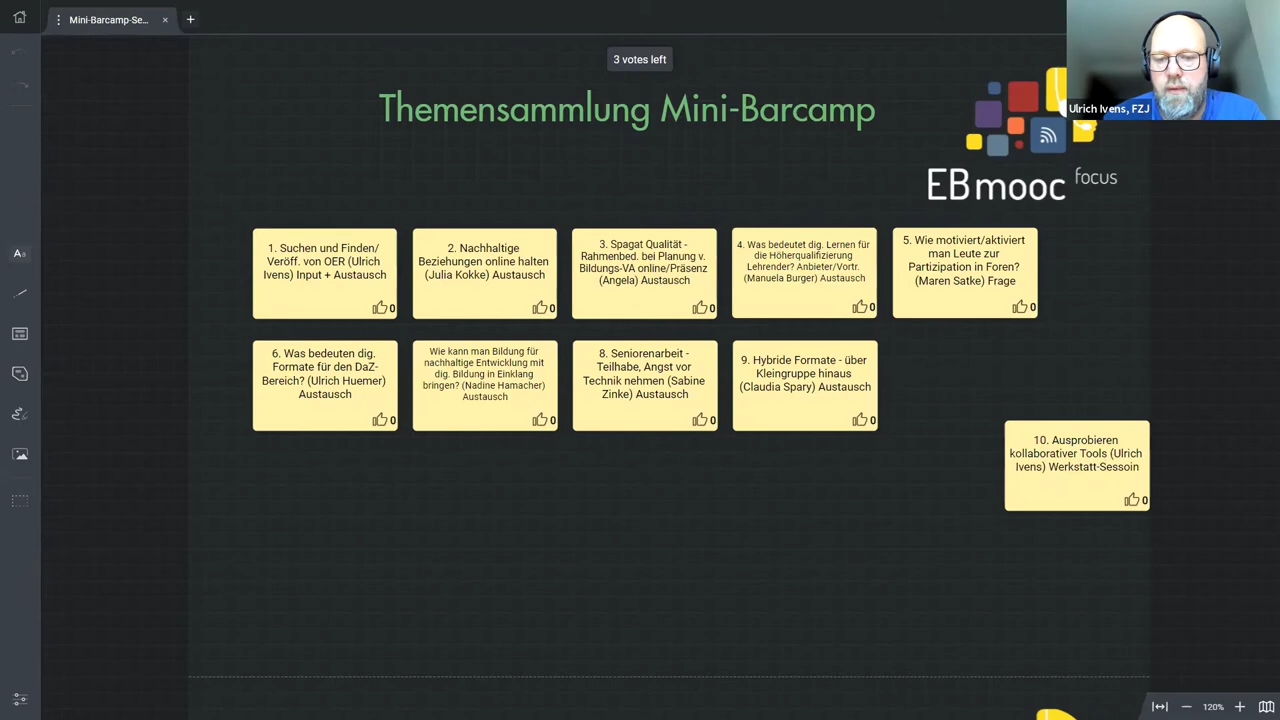 Mini-Barcamp-Se...
3 votes left
Themensammlung Mini-Barcamp
Ulrich Ivens, FZJ
EBmooc focus
1. Suchen und Finden/
Veröff. von OER (Ulrich
Ivens) Input + Austausch
0
2. Nachhaltige
Beziehungen online halten
(Julia Kokke) Austausch
0
3. Spagat Qualität -
Rahmenbed. bei Planung v.
Bildungs-VA online/Präsenz
(Angela) Austausch
0
4. Was bedeutet dig. Lernen für
die Höherqualifizierung
Lehrender? Anbieter/Vortr.
(Manuela Burger) Austausch
0
5. Wie motiviert/aktiviert
man Leute zur
Partizipation in Foren?
(Maren Satke) Frage
0
6. Was bedeuten dig.
Formate für den DaZ-
Bereich? (Ulrich Huemer)
Austausch
0
Wie kann man Bildung für
nachhaltige Entwicklung mit
dig. Bildung in Einklang
bringen? (Nadine Hamacher)
Austausch
0
8. Seniorenarbeit -
Teilhabe, Angst vor
Technik nehmen (Sabine
Zinke) Austausch
0
9. Hybride Formate - über
Kleingruppe hinaus
(Claudia Spary) Austausch
0
10. Ausprobieren
kollaborativer Tools (Ulrich
Ivens) Werkstatt-Sessoin
0
120%